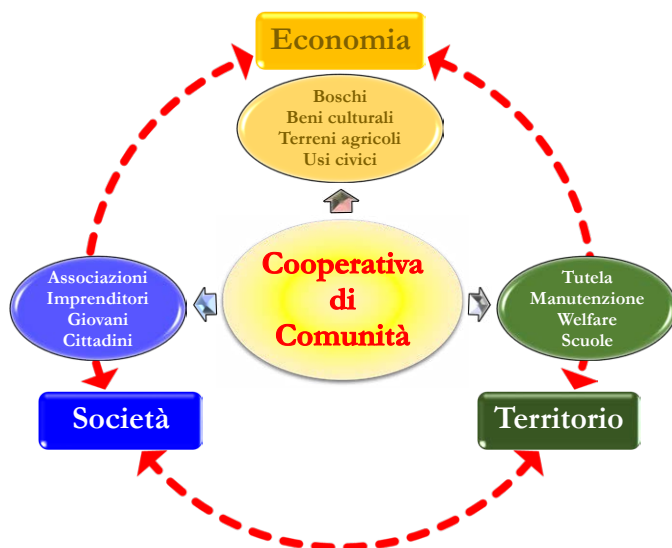 Economia
Boschi
Beni culturali
Terreni agricoli
Usi civici
Cooperativa
di
Comunità
Associazioni
Imprenditori
Giovani
Cittadini
Tutela
Manutenzione
Welfare
Scuole
Società
Territorio